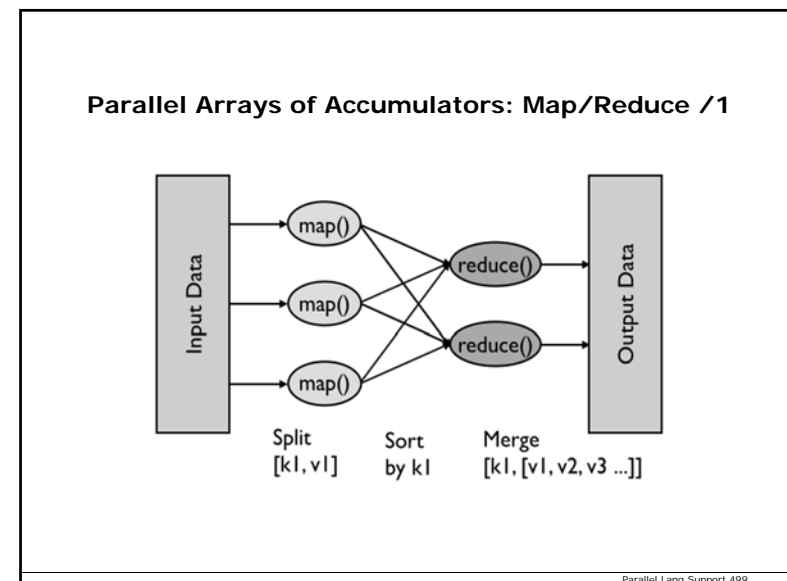 Parallel Arrays of Accumulators: Map/Reduce /1
Input Data
map()
map()
map()
reduce()
reduce()
Output Data
Split
[k1, v1]
Sort
by k1
Merge
[k1, [v1, v2, v3 ...]]
Parallel Lang Support 499